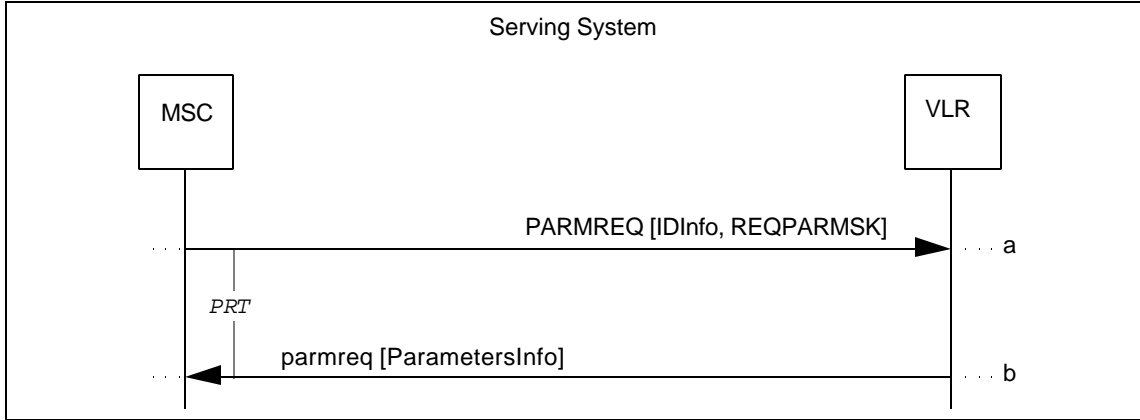 Serving System
MSC
VLR
PARMREQ [IDInfo, REQPARMSK]
a
PRT
parmreq [ParametersInfo]
b